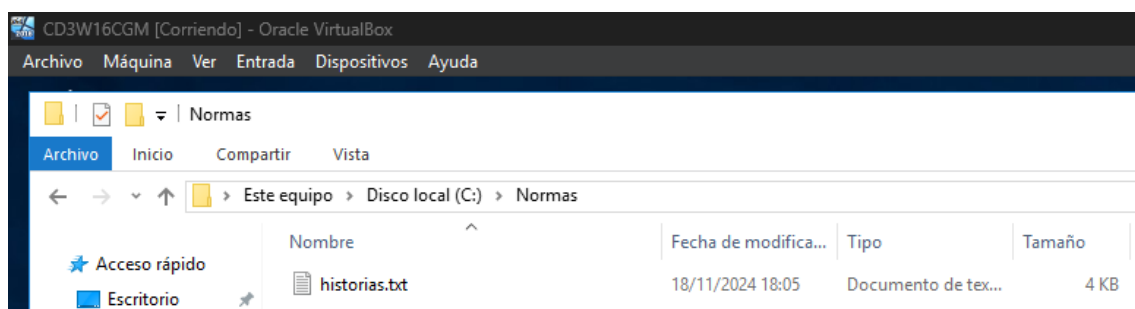 CD3W16CGM [Corriendo] - Oracle VirtualBox
Archivo Máquina Ver Entrada Dispositivos Ayuda
Normas
Archivo Inicio Compartir Vista
Este equipo > Disco local (C:) > Normas
Nombre Fecha de modifica... Tipo Tamaño
Acceso rápido
historias.txt 18/11/2024 18:05 Documento de tex... 4 KB
Escritorio